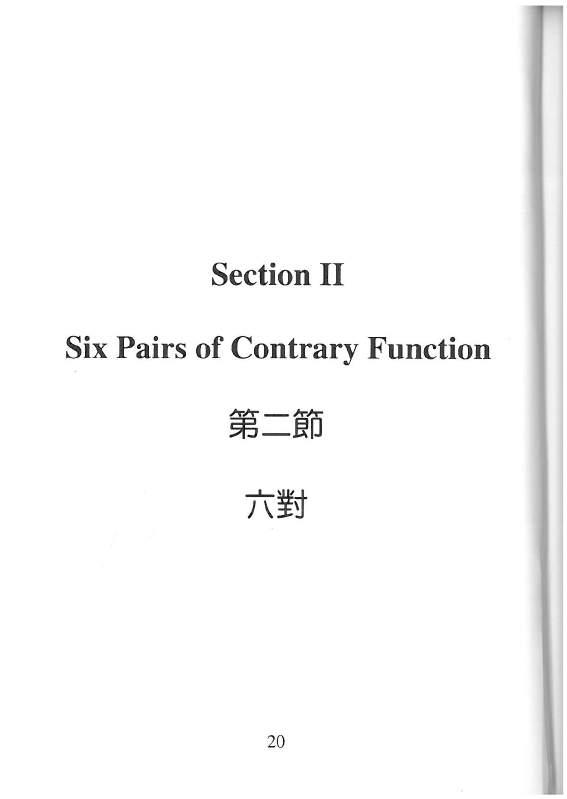 Section II
Six Pairs of Contrary Function
第二節
六對
20